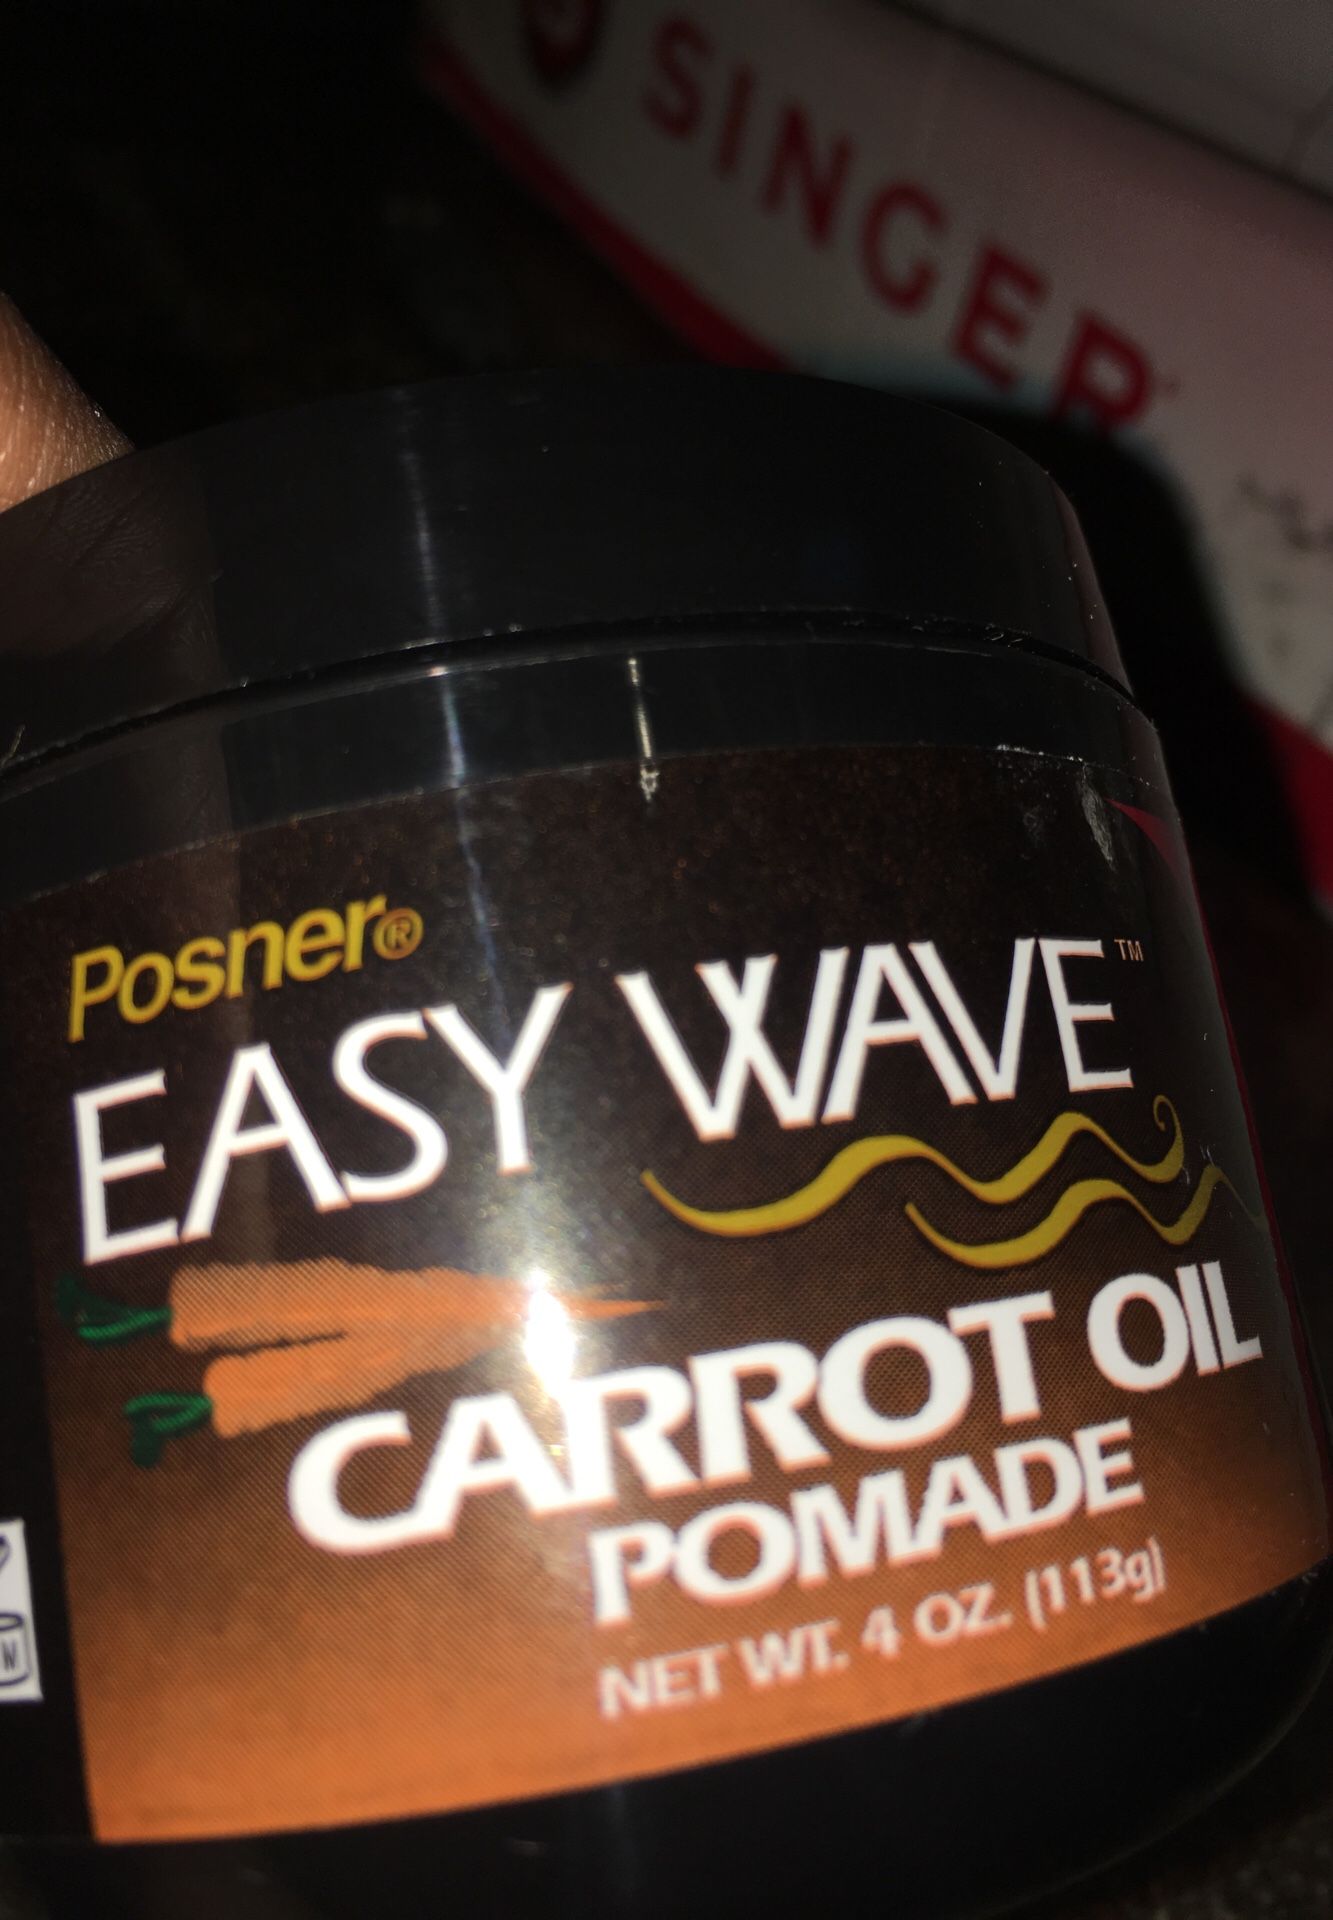 SINGER
Posner®
EASY WAVE™
CARROT OIL
POMADE
NET WT. 4 OZ. (113g)